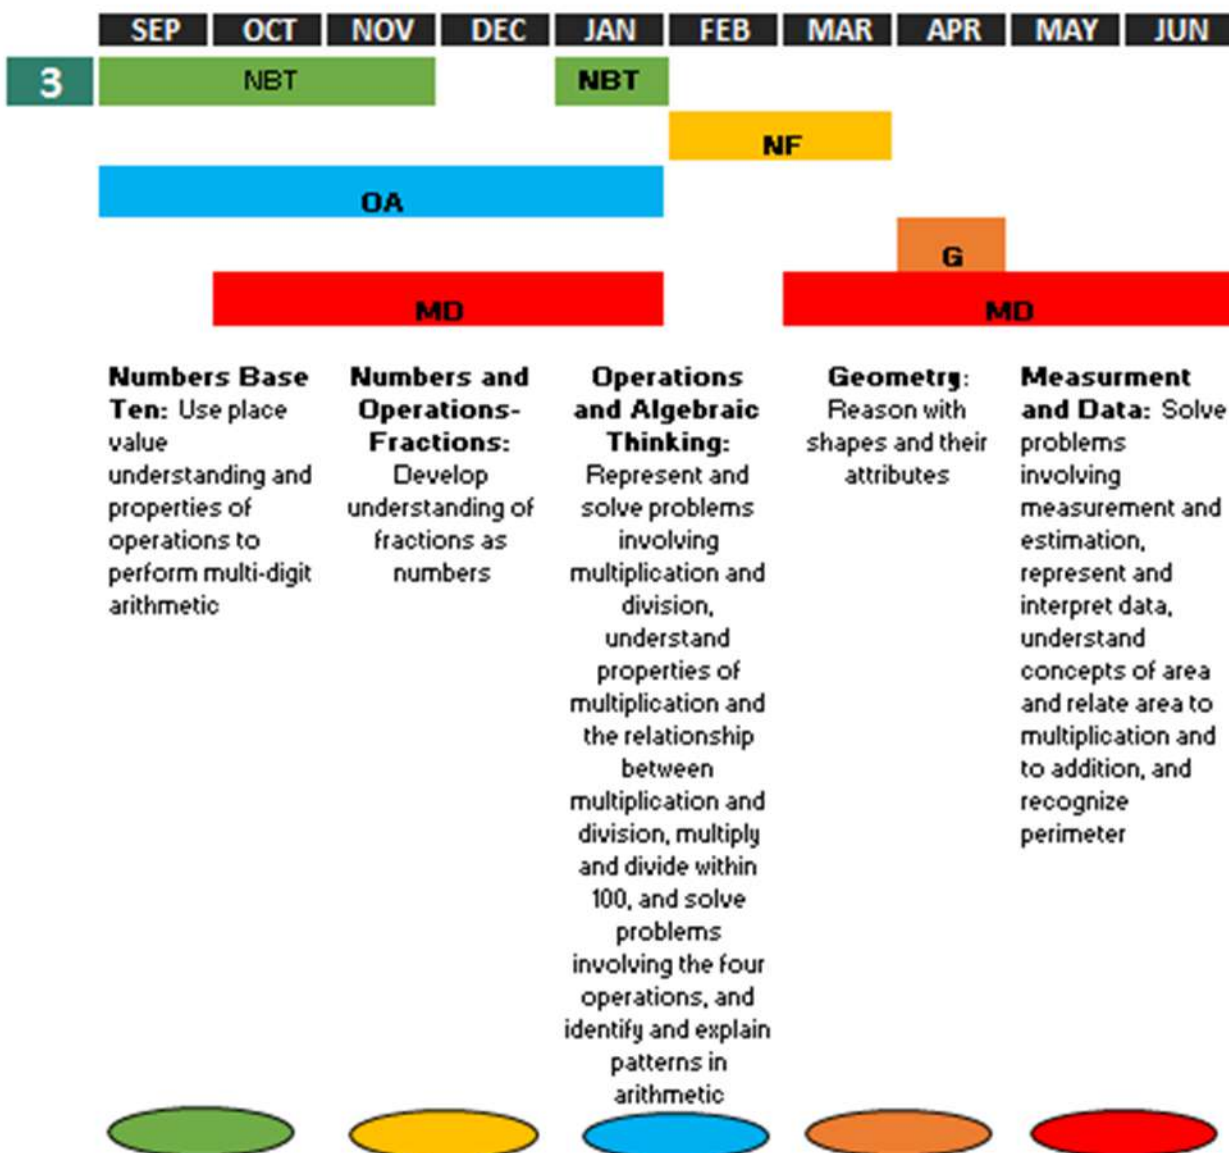 SEP OCT NOV DEC JAN FEB MAR APR MAY JUN
3 NBT NBT
NF
OA
G
MD MD
Numbers Base
Ten: Use place
value
understanding and
properties of
operations to
perform multi-digit
arithmetic
Numbers and
Operations-
Fractions:
Develop
understanding of
fractions as
numbers
Operations
and Algebraic
Thinking:
Represent and
solve problems
involving
multiplication and
division,
understand
properties of
multiplication and
the relationship
between
multiplication and
division, multiply
and divide within
100, and solve
problems
involving the four
operations, and
identify and explain
patterns in
arithmetic
Geometry:
Reason with
shapes and their
attributes
Measurment
and Data: Solve
problems
involving
measurement and
estimation,
represent and
interpret data,
understand
concepts of area
and relate area to
multiplication and
to addition, and
recognize
perimeter